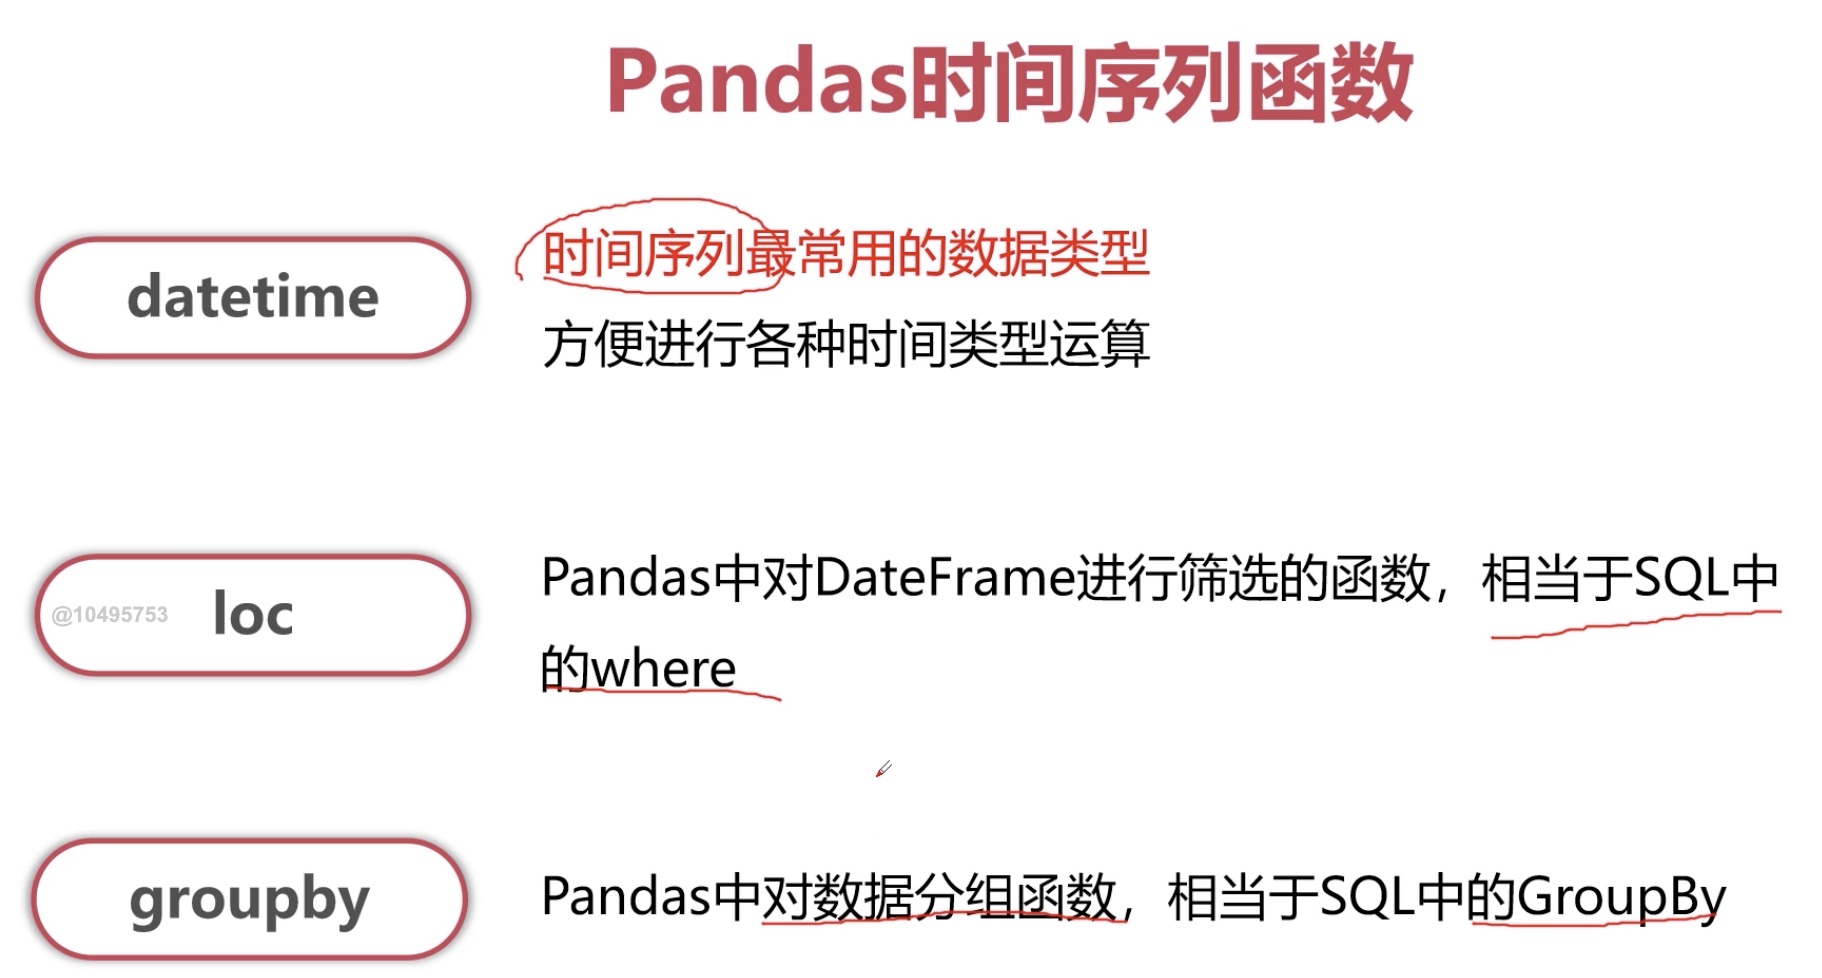 Pandas时间序列函数
datetime
时间序列最常用的数据类型
方便进行各种时间类型运算
@10495753
loc
Pandas中对DateFrame进行筛选的函数，相当于SQL中
的where
groupby
Pandas中对数据分组函数，相当于SQL中的GroupBy